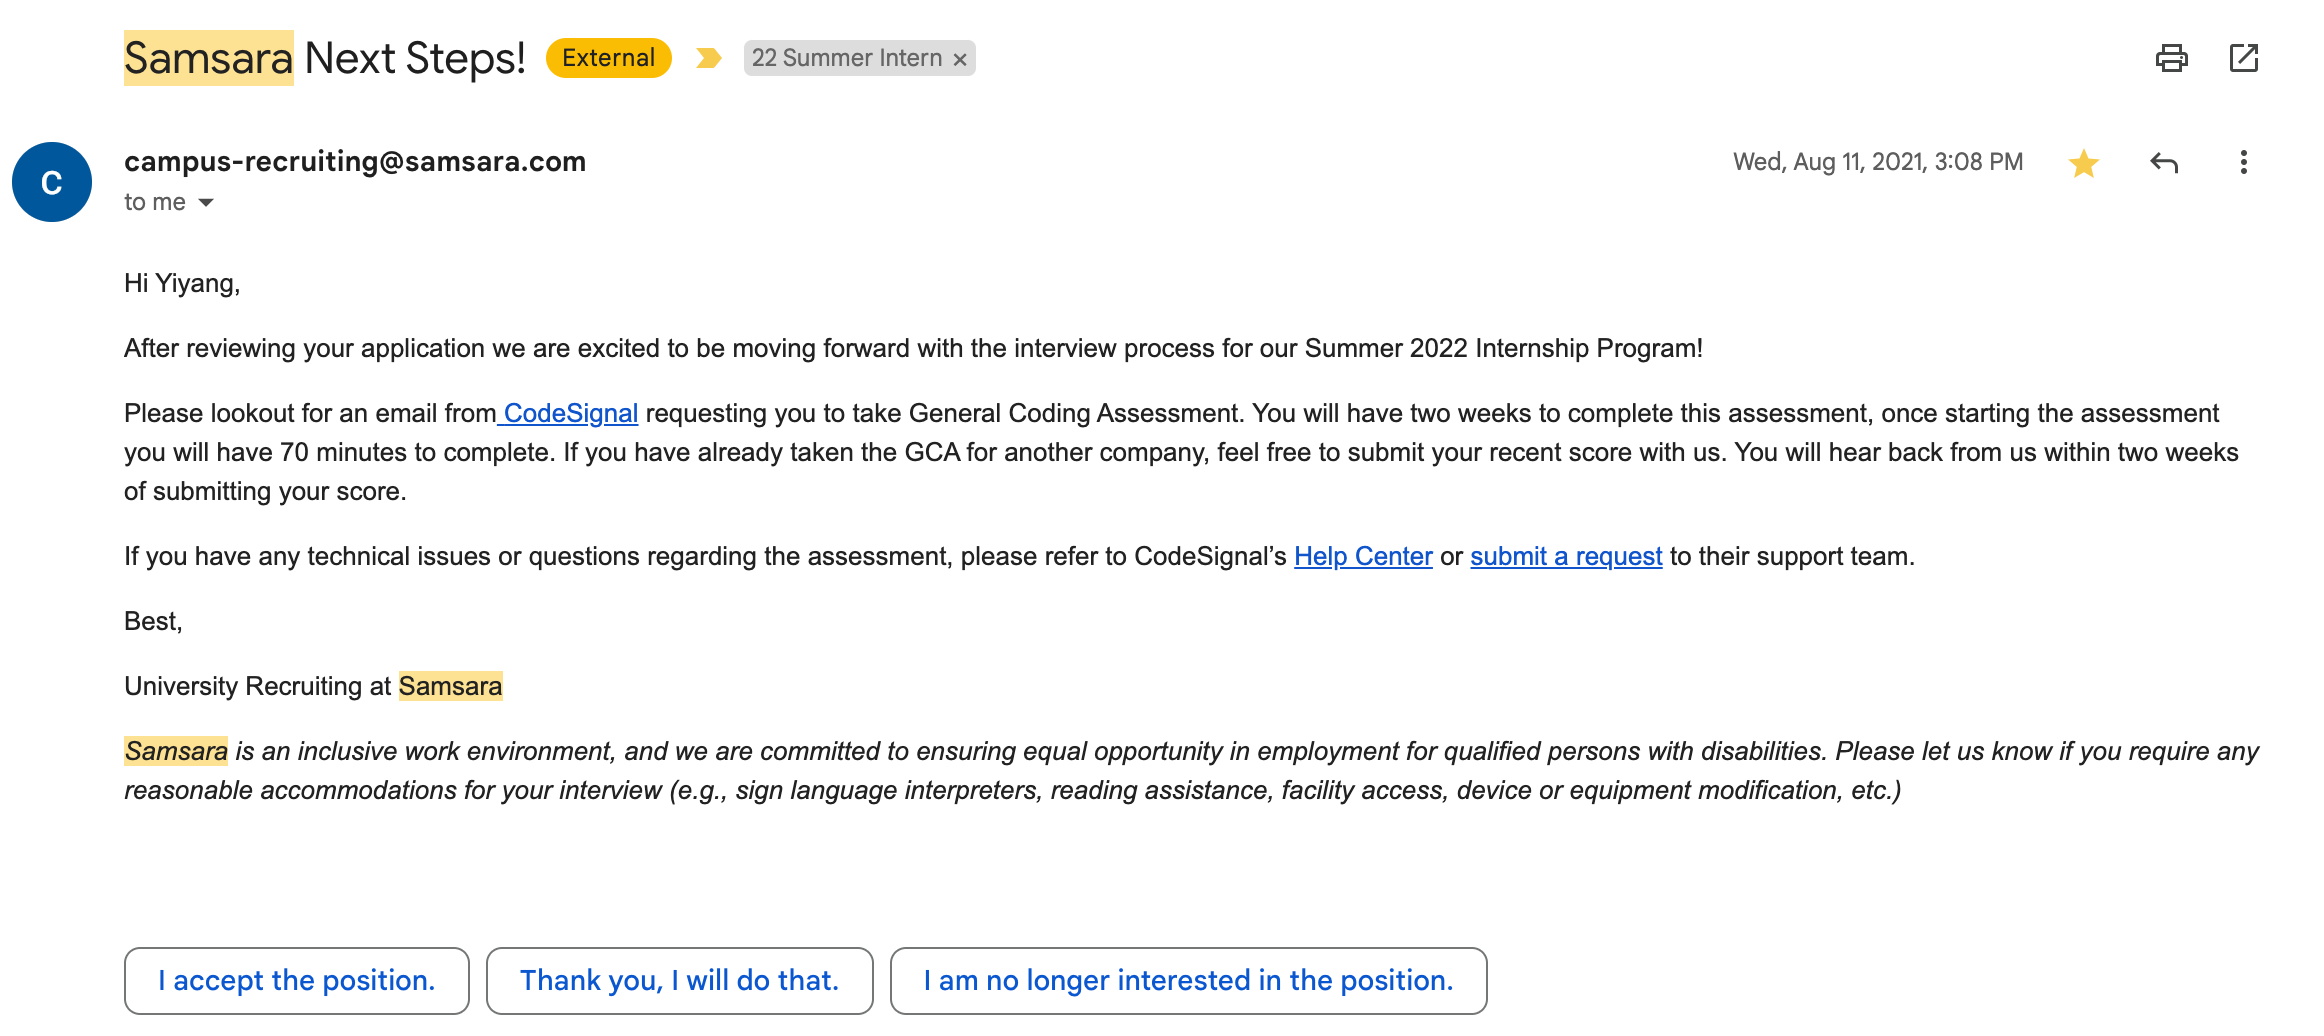 Samsara Next Steps! External 22 Summer Intern ×
C
campus-recruiting@samsara.com Wed, Aug 11, 2021, 3:08 PM
to me
Hi Yiyang,
After reviewing your application we are excited to be moving forward with the interview process for our Summer 2022 Internship Program!
Please lookout for an email from CodeSignal requesting you to take General Coding Assessment. You will have two weeks to complete this assessment, once starting the assessment
you will have 70 minutes to complete. If you have already taken the GCA for another company, feel free to submit your recent score with us. You will hear back from us within two weeks
of submitting your score.
If you have any technical issues or questions regarding the assessment, please refer to CodeSignal’s Help Center or submit a request to their support team.
Best,
University Recruiting at Samsara
Samsara is an inclusive work environment, and we are committed to ensuring equal opportunity in employment for qualified persons with disabilities. Please let us know if you require any
reasonable accommodations for your interview (e.g., sign language interpreters, reading assistance, facility access, device or equipment modification, etc.)
I accept the position. Thank you, I will do that. I am no longer interested in the position.